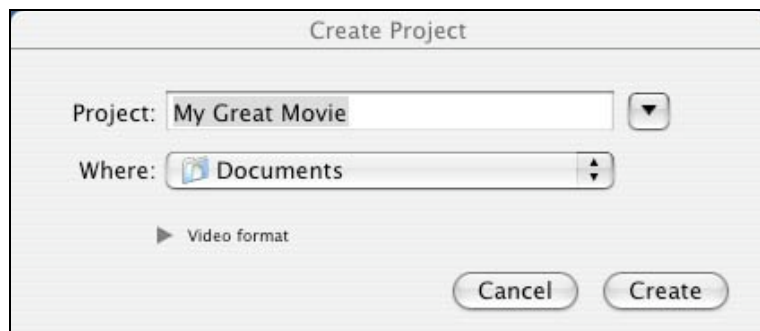 Create Project
Project: My Great Movie
Where: Documents
Video format
Cancel Create